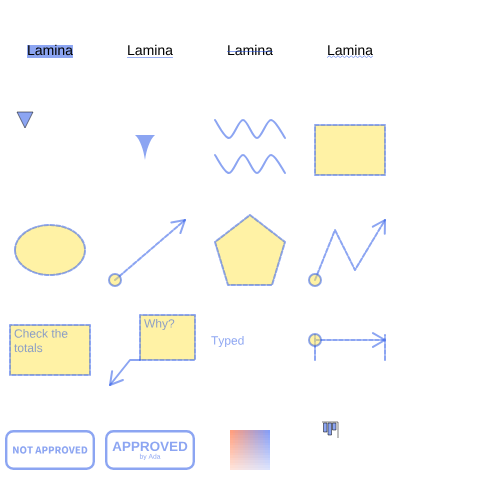 Lamina Lamina Lamina Lamina
Check the
totals
Why?
Typed
NOT APPROVED
APPROVED
by Ada